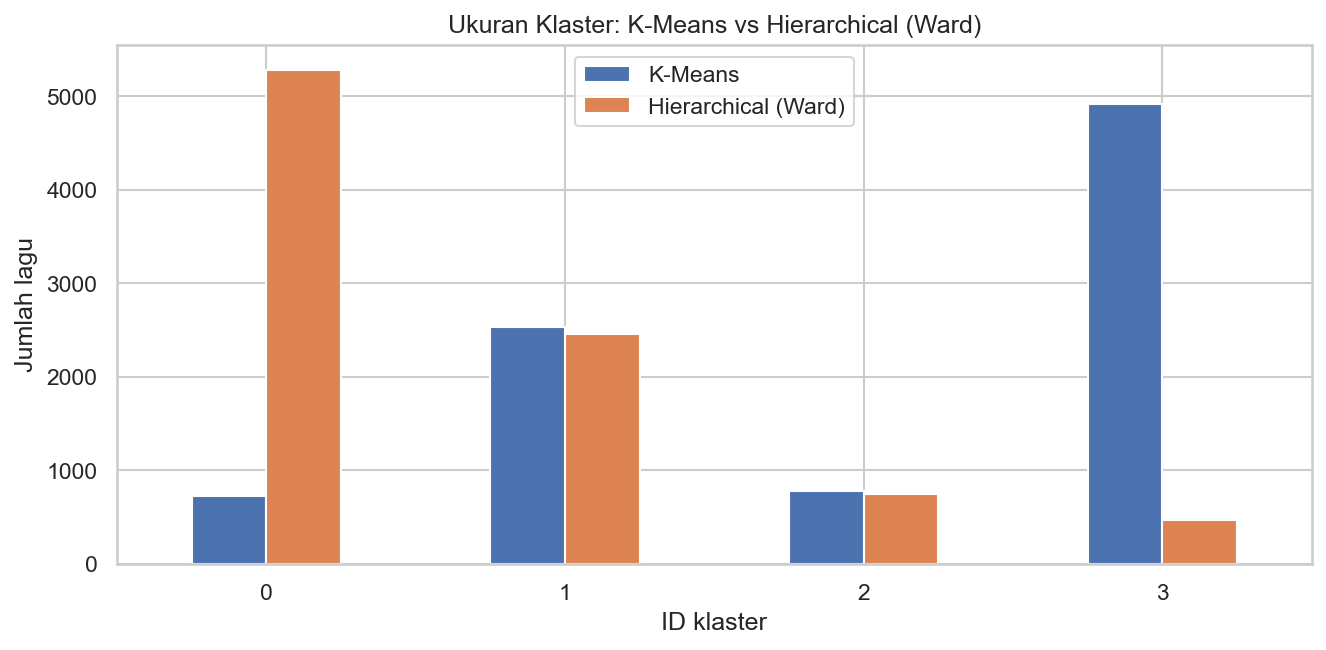 Ukuran Klaster: K-Means vs Hierarchical (Ward)
K-Means
Hierarchical (Ward)
Jumlah lagu
5000
4000
3000
2000
1000
0
0 1 2 3
ID klaster